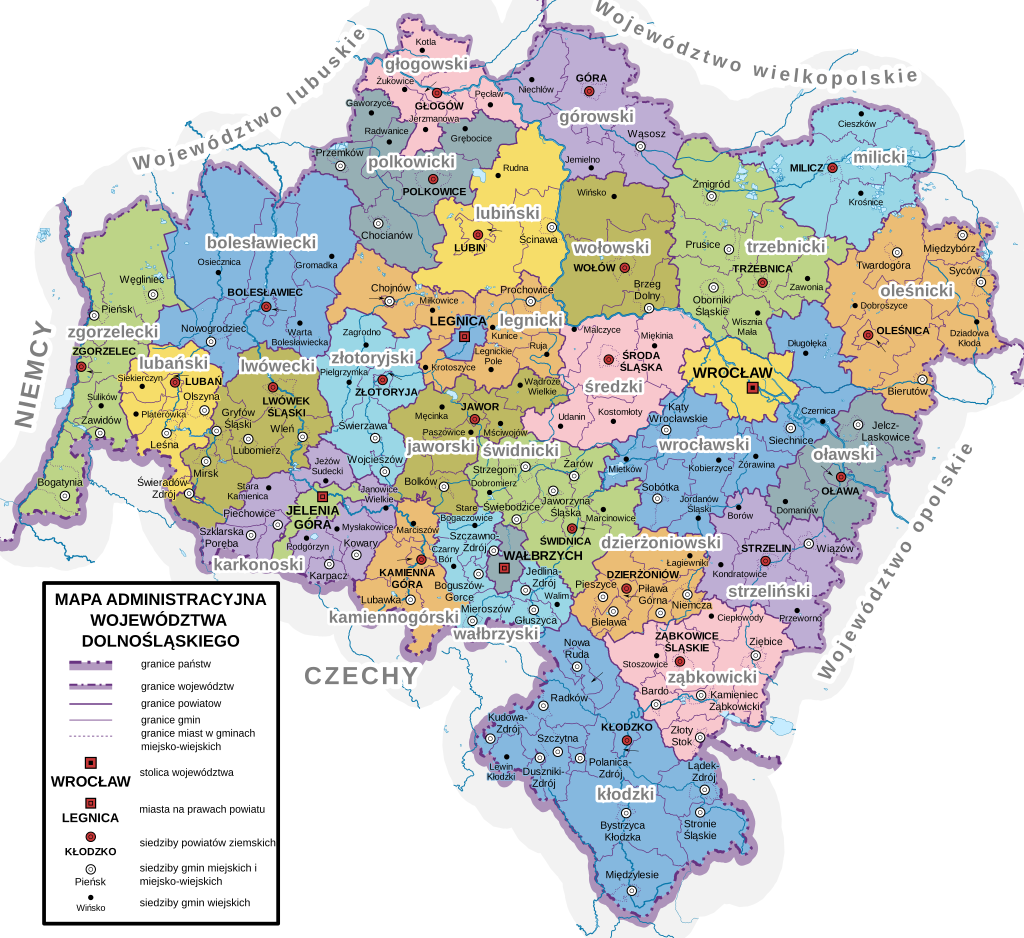 Województwo lubuskie
Województwo wielkopolskie
Województwo opolskie
NIEMCY
CZECHY
Kotla
głogowski
Żukowice
GŁOGÓW
Pęcław
Jerzmanowa
Gaworzyce
Radwanice
Grębocice
Przemków
polkowicki
POLKOWICE
Chocianów
Niechlów
GÓRA
górowski
Wąsosz
Jemielno
Rudna
lubiński
LUBIN
Ścinawa
Wińsko
wołowski
WOŁÓW
Brzeg
Dolny
Cieszków
MILICZ
milicki
Krośnice
Żmigród
Prusice
trzebnicki
TRZEBNICA
Zawonia
Oborniki
Śląskie
Wisznia
Mała
Międzybórz
Twardogóra
Syców
oleśnicki
Dobroszyce
OLEŚNICA
Dziadowa
Kłoda
Bierutów
bolesławiecki
Osiecznica
Gromadka
BOLESŁAWIEC
Nowogrodziec
Warta
Bolesławiecka
Węgliniec
Pieńsk
zgorzelecki
ZGORZELEC
Sulików
Zawidów
Bogatynia
lubański
Siekierczyn
LUBAŃ
Olszyna
Platerówka
Leśna
Świeradów
Zdrój
lwówecki
LWÓWEK
ŚLĄSKI
Gryfów
Śląski
Wleń
Lubomierz
Mirsk
Chojnów
Miłkowice
Prochowice
LEGNICA
legnicki
Kunice
Legnickie
Pole
Ruja
Krotoszyce
Zagrodno
złotoryjski
Pielgrzymka
ZŁOTORYJA
Świerzawa
Wojcieszów
Wądroże
Wielkie
Męcinka
JAWOR
Paszowice
Mściwojów
jaworski
Bolków
Malczyce
Miękinia
ŚRODA
ŚLĄSKA
średzki
Udanin
Kostomłoty
WROCŁAW
Długołęka
Czernica
Kąty
Wrocławskie
wrocławski
Siechnice
Mietków
Kobierzyce
Żórawina
Sobótka
Jordanów
Śląski
Borów
Jelcz-
Laskowice
oławski
OŁAWA
Domaniów
świdnicki
Strzegom
Żarów
Dobromierz
Jaworzyna
Śląska
Świebodzice
Marcinowice
ŚWIDNICA
Stara
Kamienica
Jeżów
Sudecki
Janowice
Wielkie
Piechowice
JELENIA
GÓRA
Mysłakowice
Szklarska
Poręba
Podgórzyn
Kowary
karkonoski
Karpacz
Marciszów
KAMIENNA
GÓRA
Lubawka
kamiennogórski
Stare
Bogaczowice
Szczawno-
Zdrój
WAŁBRZYCH
Czarny
Bór
Boguszów-
Gorce
Jedlina-
Zdrój
Walim
Mieroszów
Głuszyca
wałbrzyski
dzierżoniowski
Łagiewniki
DZIERŻONIÓW
Pieszyce
Piława
Górna
Niemcza
Bielawa
STRZELIN
Wiązów
Kondratowice
strzeliński
Przeworno
Ciepłowody
ZĄBKOWICE
ŚLĄSKIE
Ziębice
Stoszowice
ząbkowicki
Bardo
Kamieniec
Ząbkowicki
Złoty
Stok
Nowa
Ruda
Radków
Kudowa-
Zdrój
Szczytna
KŁODZKO
Lewin
Kłodzki
Duszniki-
Zdrój
Polanica-
Zdrój
Lądek-
Zdrój
kłodzki
Bystrzyca
Kłodzka
Stronie
Śląskie
Międzylesie
MAPA ADMINISTRACYJNA
WOJEWÓDZTWA
DOLNOŚLĄSKIEGO
granice państw
granice województw
granice powiatów
granice gmin
granice miast w gminach
miejsko-wiejskich
WROCŁAW
stolica województwa
LEGNICA
miasta na prawach powiatu
KŁODZKO
siedziby powiatów ziemskich
Pieńsk
siedziby gmin miejskich i
miejsko-wiejskich
Wińsko
siedziby gmin wiejskich